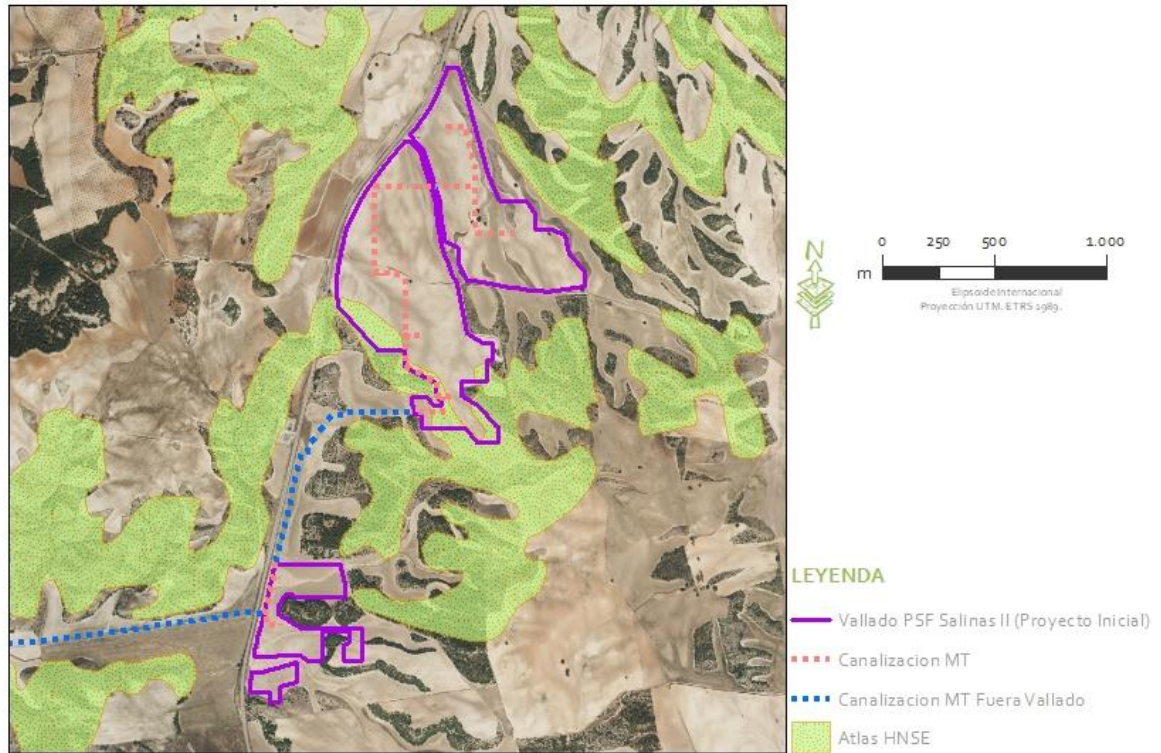 N
0 250 500 1.000
m
Elipsoide Internacional
Proyección UTM. ETRS 1989.
LEYENDA
Vallado PSF Salinas II (Proyecto Inicial)
Canalizacion MT
Canalizacion MT Fuera Vallado
Atlas HNSE